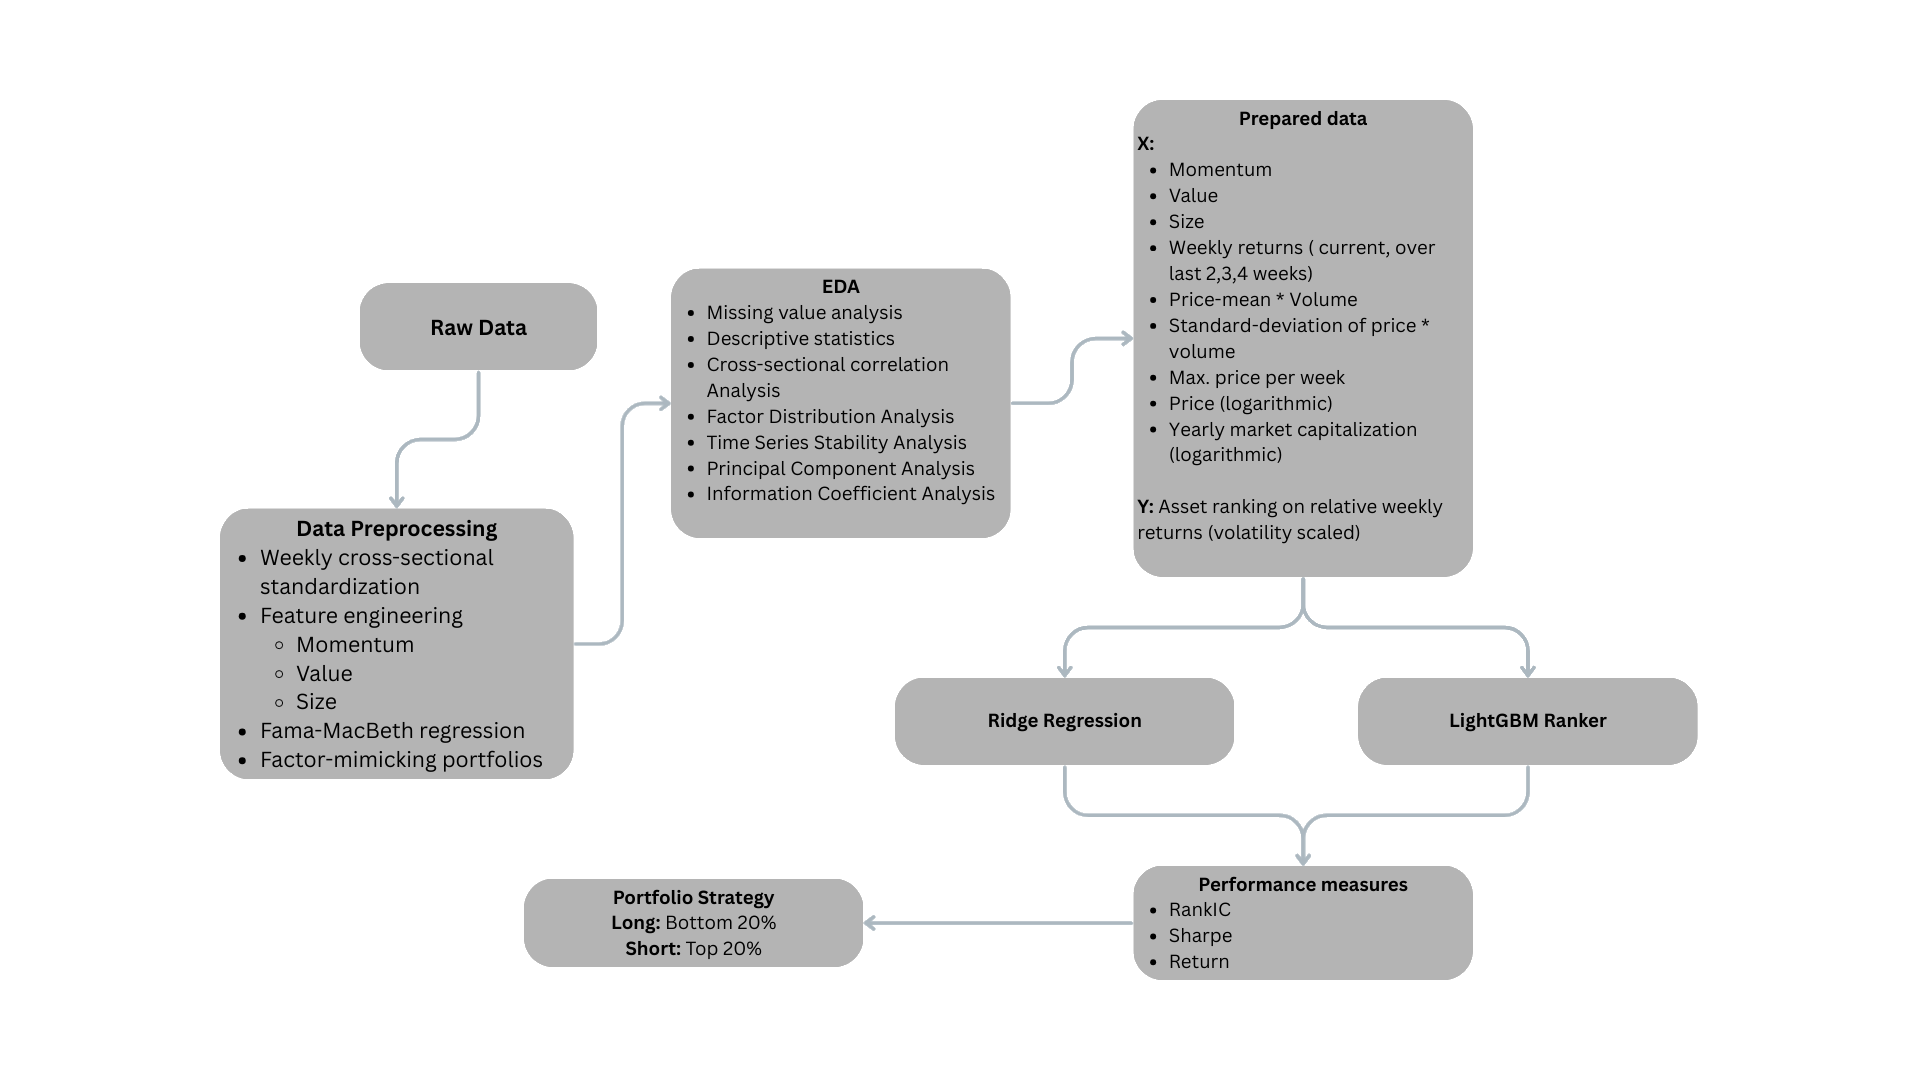 Raw Data
Data Preprocessing
• Weekly cross-sectional
standardization
• Feature engineering
◦ Momentum
◦ Value
◦ Size
• Fama-MacBeth regression
• Factor-mimicking portfolios
EDA
• Missing value analysis
• Descriptive statistics
• Cross-sectional correlation
Analysis
• Factor Distribution Analysis
• Time Series Stability Analysis
• Principal Component Analysis
• Information Coefficient Analysis
Prepared data
X:
• Momentum
• Value
• Size
• Weekly returns ( current, over
last 2,3,4 weeks)
• Price-mean * Volume
• Standard-deviation of price *
volume
• Max. price per week
• Price (logarithmic)
• Yearly market capitalization
(logarithmic)
Y: Asset ranking on relative weekly
returns (volatility scaled)
Ridge Regression
LightGBM Ranker
Performance measures
• RankIC
• Sharpe
• Return
Portfolio Strategy
Long: Bottom 20%
Short: Top 20%